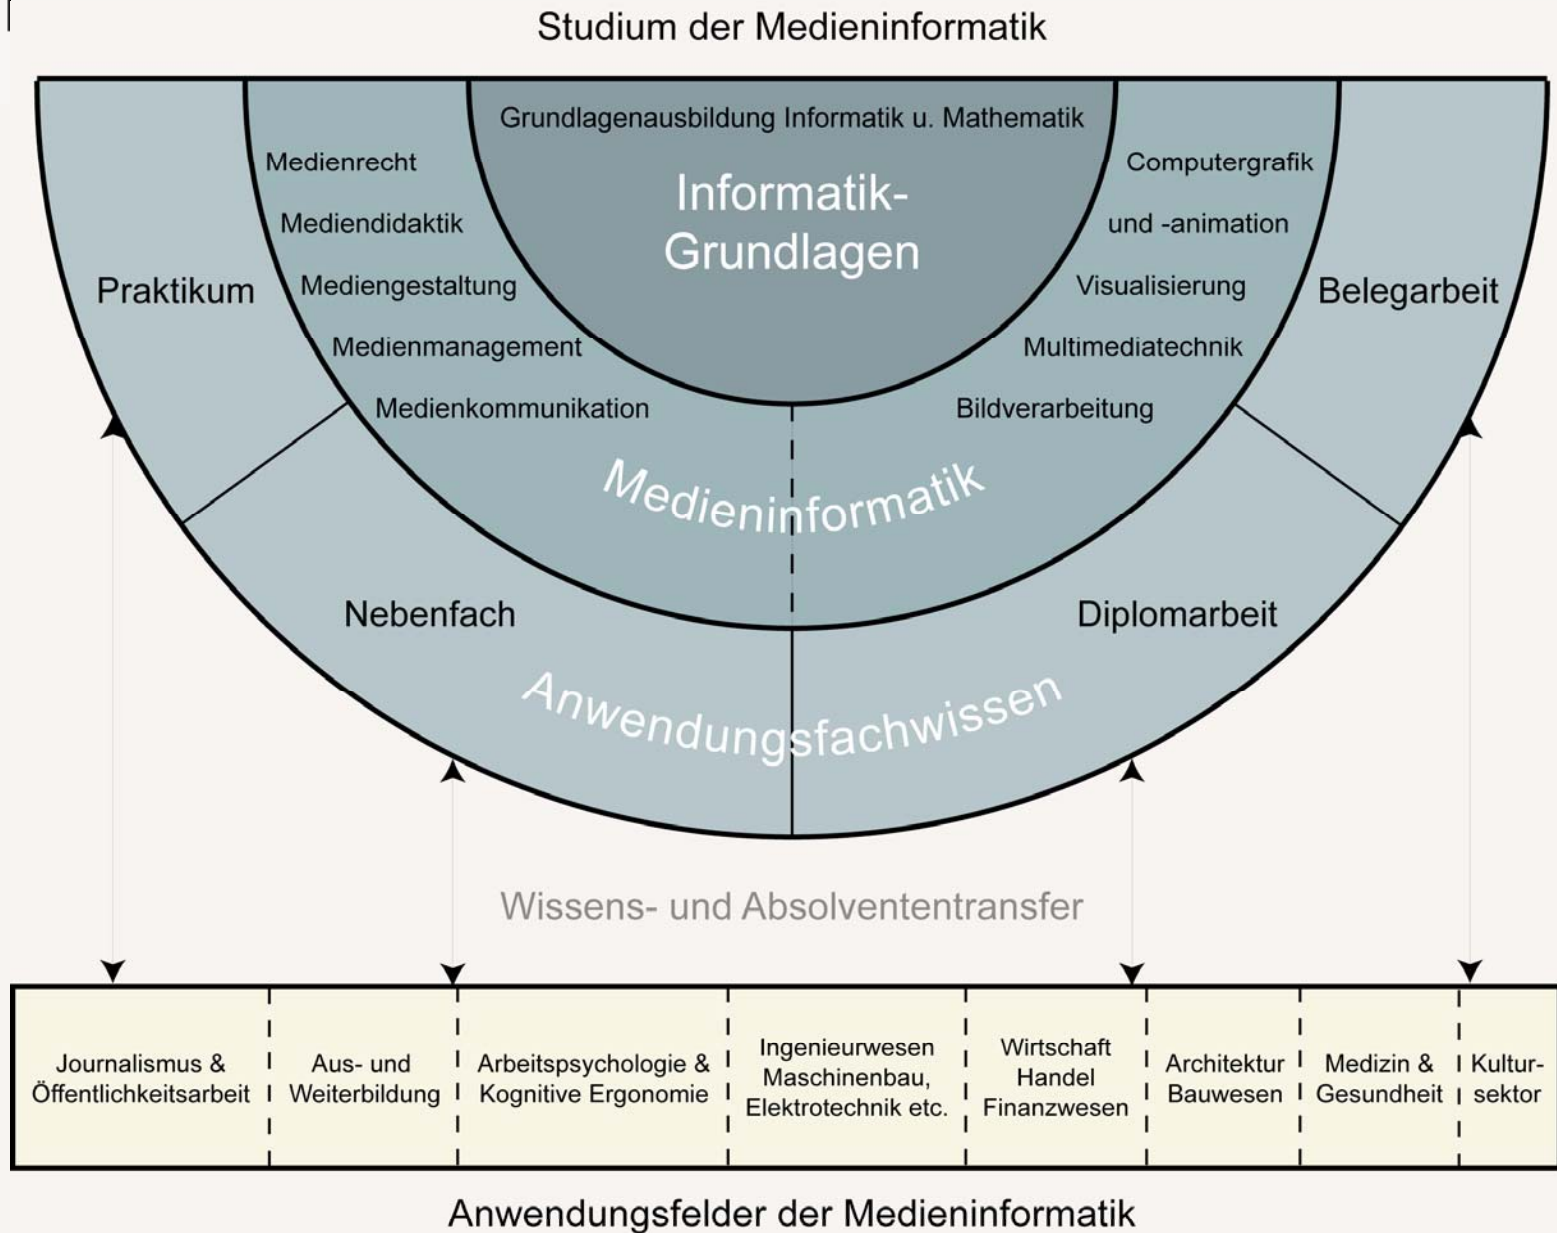 Studium der Medieninformatik
Grundlagenausbildung Informatik u. Mathematik
Informatik-
Grundlagen
Medienrecht
Mediendidaktik
Mediengestaltung
Medienmanagement
Medienkommunikation
Computergrafik
und -animation
Visualisierung
Multimediatechnik
Bildverarbeitung
Medieninformatik
Praktikum
Belegarbeit
Nebenfach
Diplomarbeit
Anwendungsfachwissen
Wissens- und Absolvententransfer
Journalismus &
Öffentlichkeitsarbeit
Aus- und
Weiterbildung
Arbeitspsychologie &
Kognitive Ergonomie
Ingenieurwesen
Maschinenbau,
Elektrotechnik etc.
Wirtschaft
Handel
Finanzwesen
Architektur
Bauwesen
Medizin &
Gesundheit
Kultur-
sektor
Anwendungsfelder der Medieninformatik